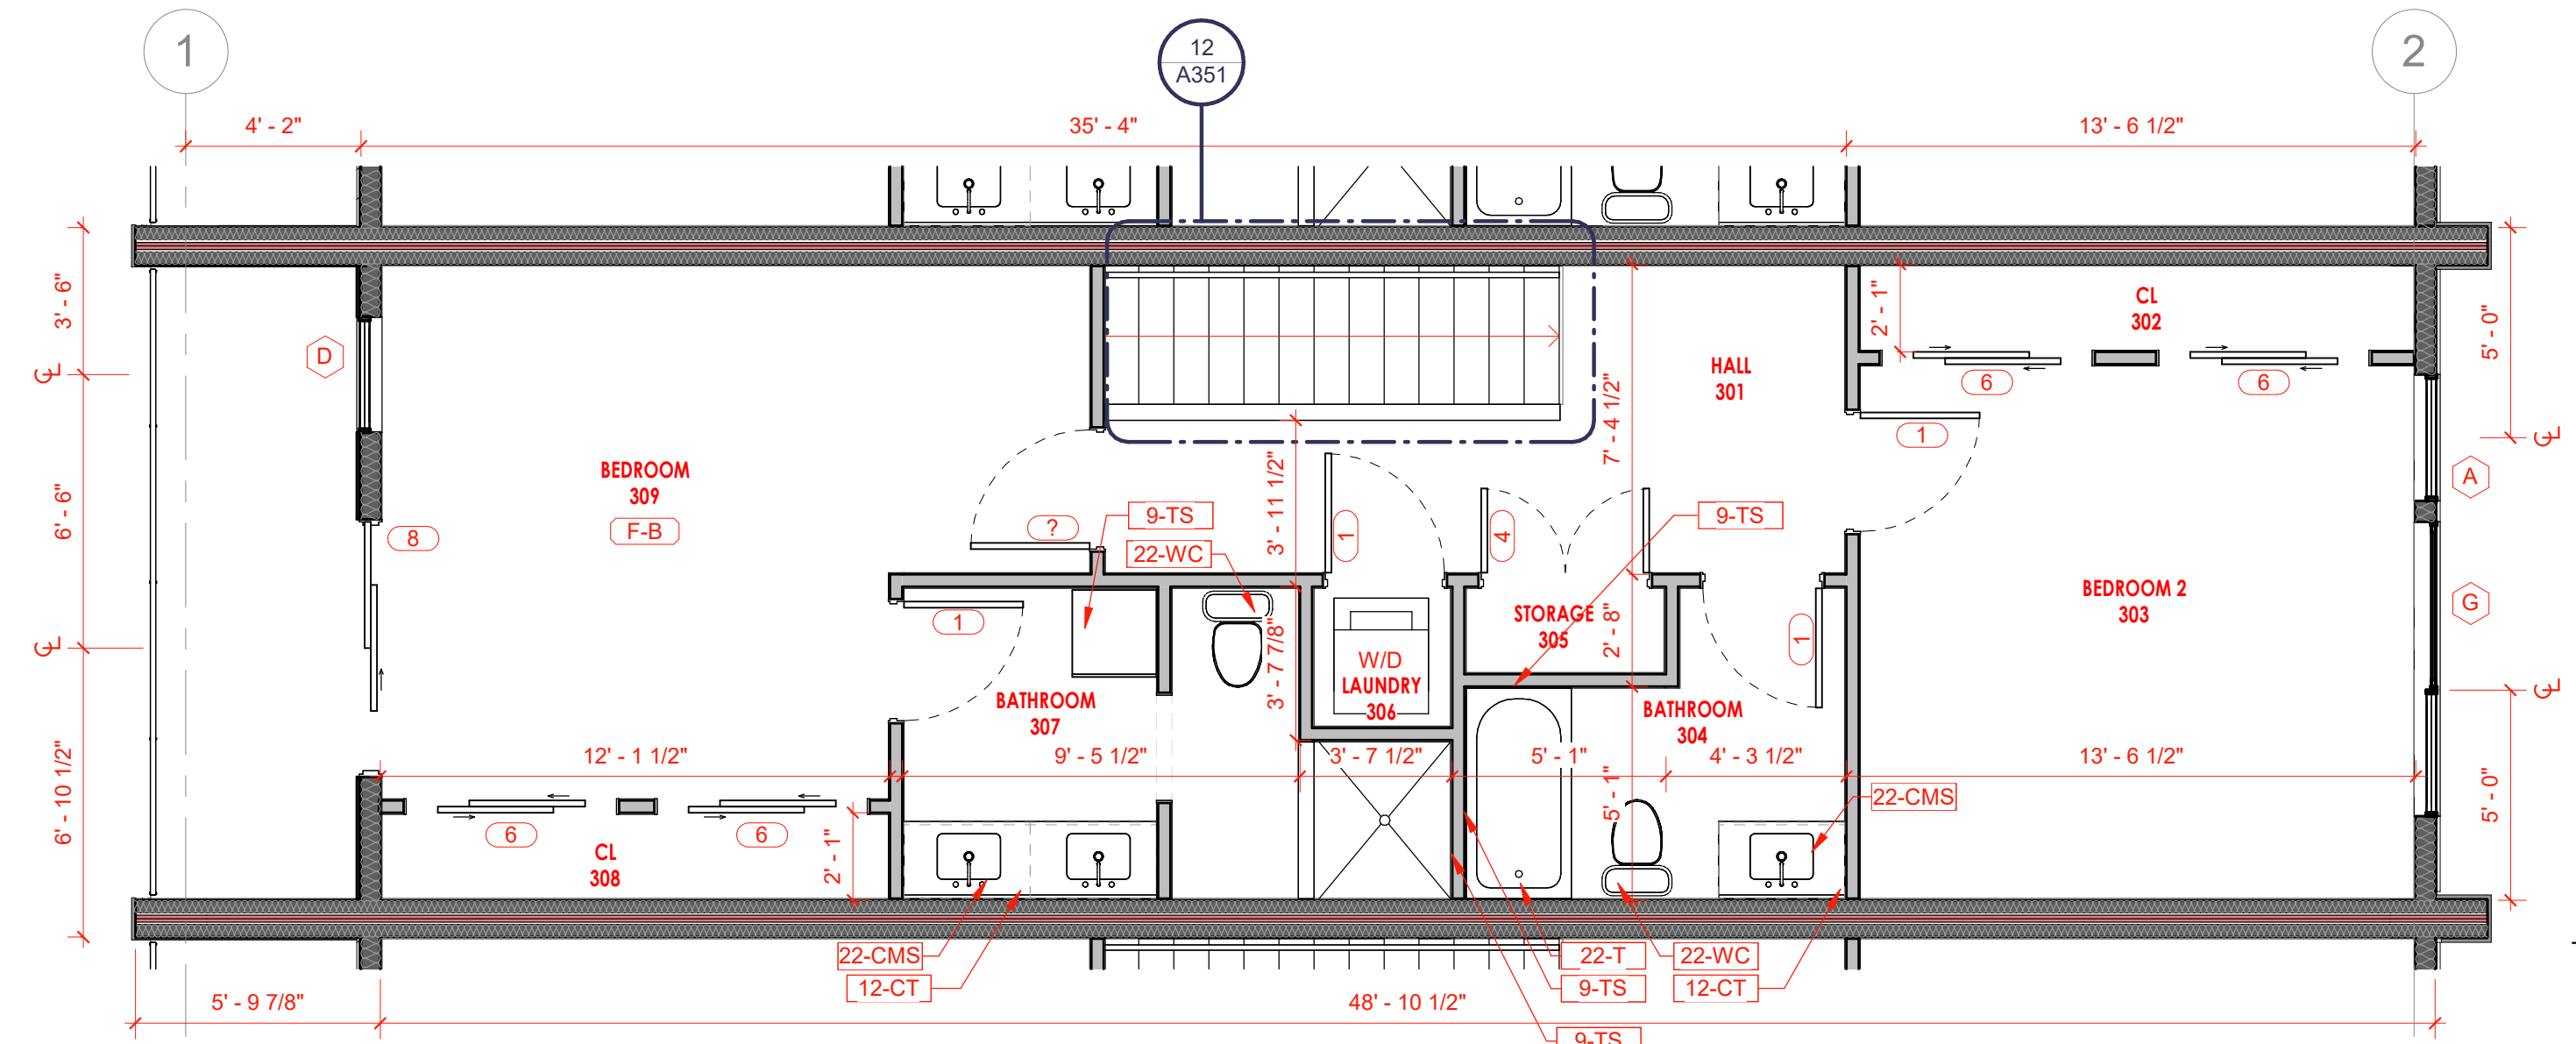 1
12
A351
2
4' - 2"
35' - 4"
13' - 6 1/2"
3' - 6"
D
CL
302
2' - 1"
5' - 0"
HALL
301
6
6
7' - 4 1/2"
1
BEDROOM
309
F-B
6' - 6"
8
?
9-TS
22-WC
3' - 11 1/2"
1
4
9-TS
A
G
BEDROOM 2
303
STORAGE
305
2' - 8"
1
1
3' - 7 7/8"
W/D
LAUNDRY
306
BATHROOM
307
BATHROOM
304
12' - 1 1/2"
9' - 5 1/2"
3' - 7 1/2"
5' - 1"
4' - 3 1/2"
13' - 6 1/2"
6' - 10 1/2"
5' - 1"
22-CMS
5' - 0"
6
6
CL
308
2' - 1"
22-CMS
12-CT
22-T
9-TS
22-WC
12-CT
5' - 9 7/8"
48' - 10 1/2"
9-TS